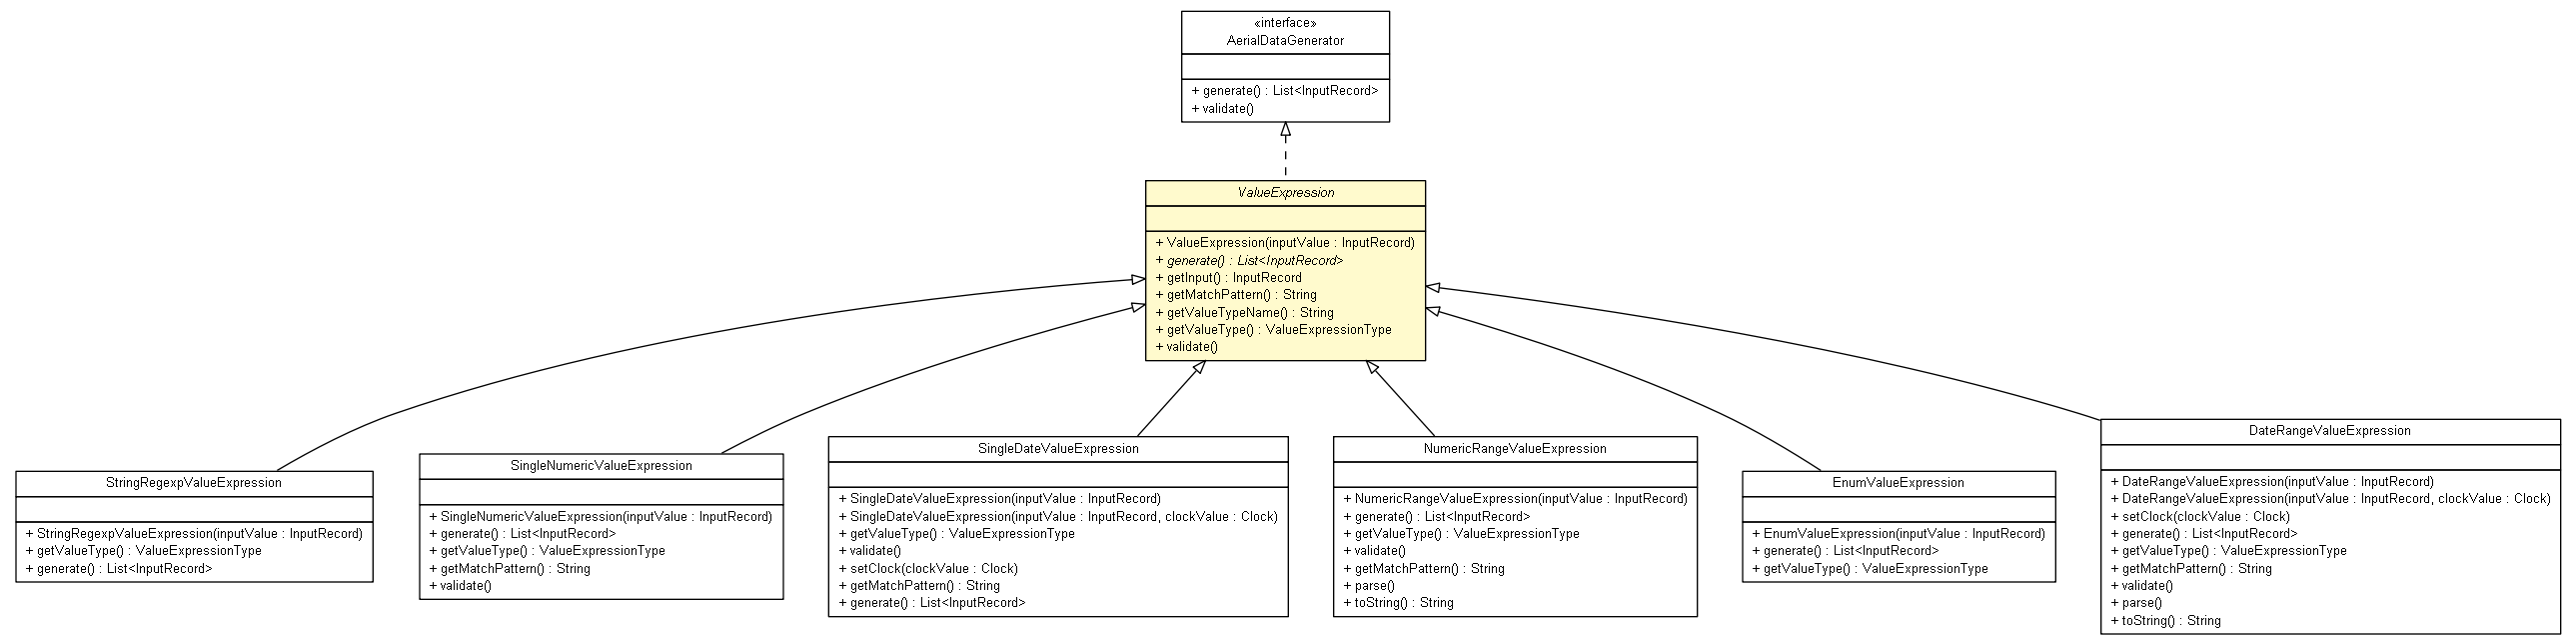 «interface»
AerialDataGenerator
+ generate() : List<InputRecord>
+ validate()
ValueExpression
+ ValueExpression(inputValue : InputRecord)
+ generate() : List<InputRecord>
+ getInput() : InputRecord
+ getMatchPattern() : String
+ getValueTypeName() : String
+ getValueType() : ValueExpressionType
+ validate()
StringRegexpValueExpression
+ StringRegexpValueExpression(inputValue : InputRecord)
+ getValueType() : ValueExpressionType
+ generate() : List<InputRecord>
SingleNumericValueExpression
+ SingleNumericValueExpression(inputValue : InputRecord)
+ generate() : List<InputRecord>
+ getValueType() : ValueExpressionType
+ getMatchPattern() : String
+ validate()
SingleDateValueExpression
+ SingleDateValueExpression(inputValue : InputRecord)
+ SingleDateValueExpression(inputValue : InputRecord, clockValue : Clock)
+ getValueType() : ValueExpressionType
+ validate()
+ setClock(clockValue : Clock)
+ getMatchPattern() : String
+ generate() : List<InputRecord>
NumericRangeValueExpression
+ NumericRangeValueExpression(inputValue : InputRecord)
+ generate() : List<InputRecord>
+ getValueType() : ValueExpressionType
+ validate()
+ getMatchPattern() : String
+ parse()
+ toString() : String
EnumValueExpression
+ EnumValueExpression(inputValue : InputRecord)
+ generate() : List<InputRecord>
+ getValueType() : ValueExpressionType
DateRangeValueExpression
+ DateRangeValueExpression(inputValue : InputRecord)
+ DateRangeValueExpression(inputValue : InputRecord, clockValue : Clock)
+ setClock(clockValue : Clock)
+ generate() : List<InputRecord>
+ getValueType() : ValueExpressionType
+ getMatchPattern() : String
+ validate()
+ parse()
+ toString() : String